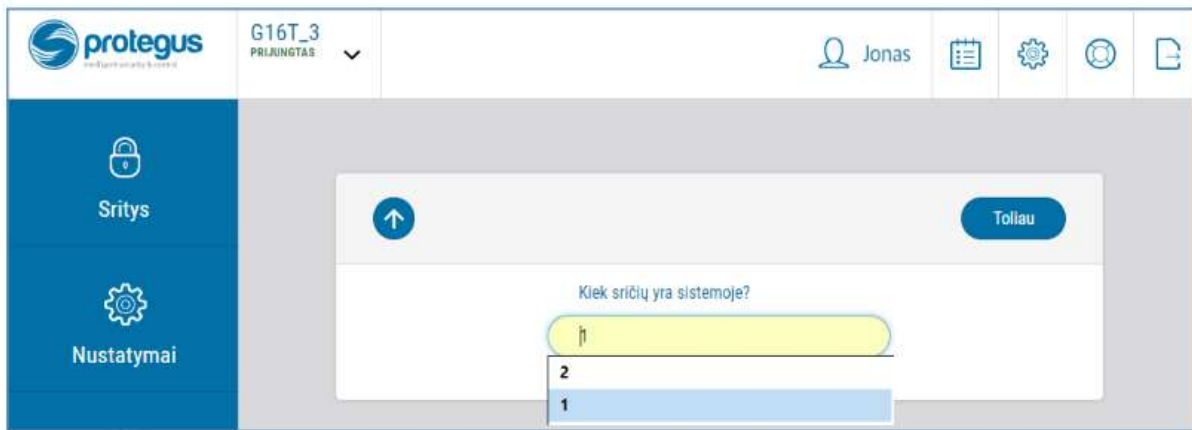 protegus
G16T_3
PRIJUNGTAS
Jonas
Sritys
Toliau
Kiek sričių yra sistemoje?
1
Nustatymai
2
1